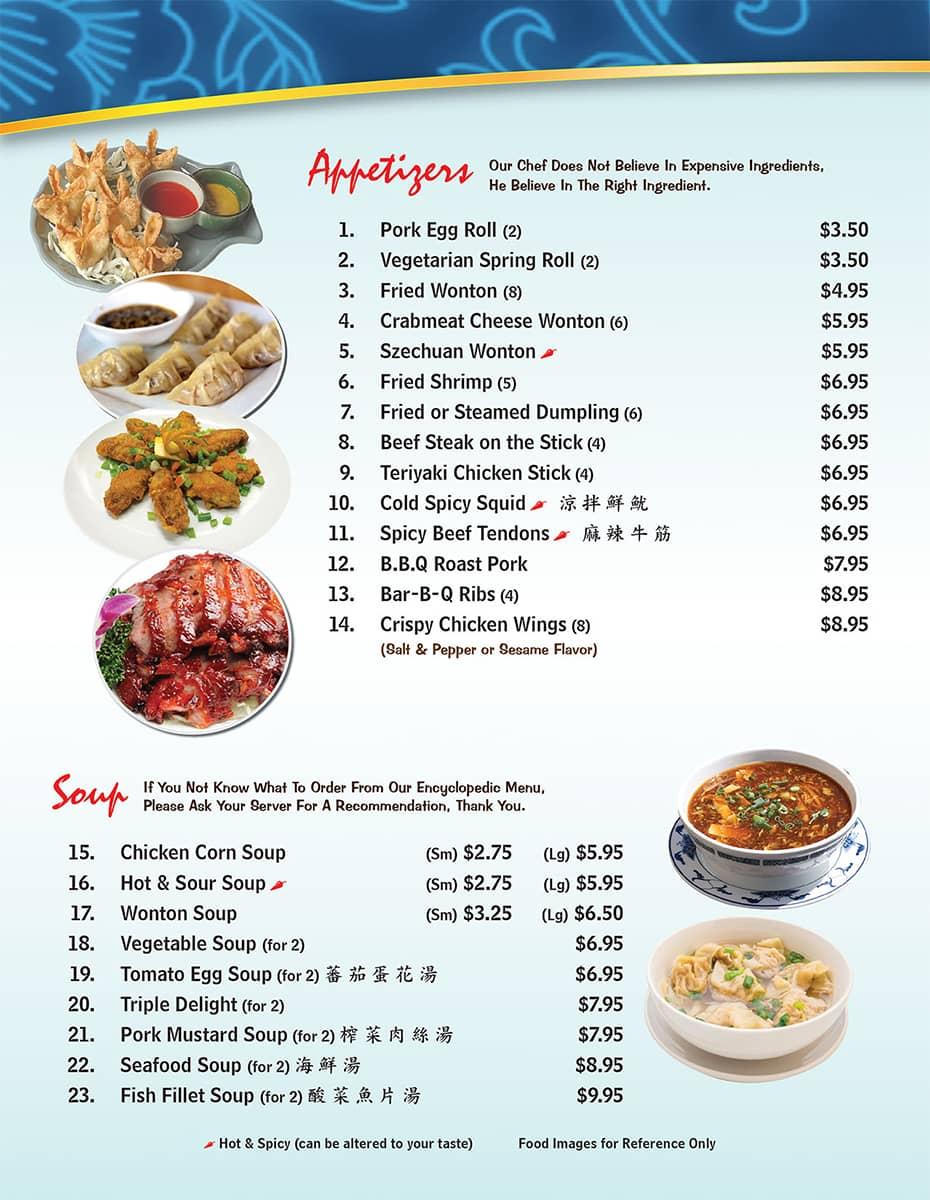 Appetizers
Our Chef Does Not Believe In Expensive Ingredients,
He Believe In The Right Ingredient.
1. Pork Egg Roll (2) $3.50
2. Vegetarian Spring Roll (2) $3.50
3. Fried Wonton (8) $4.95
4. Crabmeat Cheese Wonton (6) $5.95
5. Szechuan Wonton $5.95
6. Fried Shrimp (5) $6.95
7. Fried or Steamed Dumpling (6) $6.95
8. Beef Steak on the Stick (4) $6.95
9. Teriyaki Chicken Stick (4) $6.95
10. Cold Spicy Squid 涼拌鮮魷 $6.95
11. Spicy Beef Tendons 麻辣牛筋 $6.95
12. B.B.Q Roast Pork $7.95
13. Bar-B-Q Ribs (4) $8.95
14. Crispy Chicken Wings (8) $8.95
(Salt & Pepper or Sesame Flavor)
Soup
If You Not Know What To Order From Our Encyclopedic Menu,
Please Ask Your Server For A Recommendation, Thank You.
15. Chicken Corn Soup (Sm) $2.75 (Lg) $5.95
16. Hot & Sour Soup (Sm) $2.75 (Lg) $5.95
17. Wonton Soup (Sm) $3.25 (Lg) $6.50
18. Vegetable Soup (for 2) $6.95
19. Tomato Egg Soup (for 2) 蕃茄蛋花湯 $6.95
20. Triple Delight (for 2) $7.95
21. Pork Mustard Soup (for 2) 榨菜肉絲湯 $7.95
22. Seafood Soup (for 2) 海鮮湯 $8.95
23. Fish Fillet Soup (for 2) 酸菜魚片湯 $9.95
Hot & Spicy (can be altered to your taste) Food Images for Reference Only